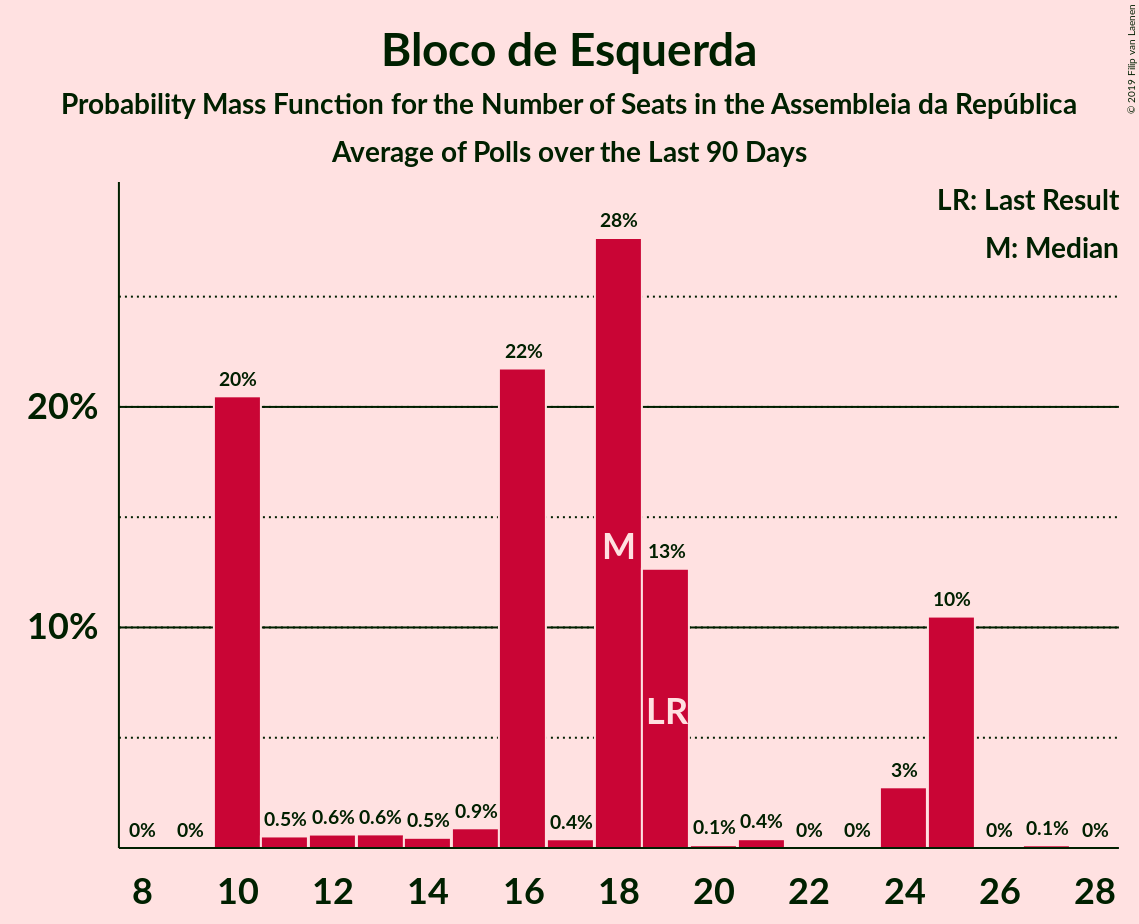 Bloco de Esquerda
Probability Mass Function for the Number of Seats in the Assembleia da República
Average of Polls over the Last 90 Days
© 2019 Filip van Laenen
LR: Last Result
M: Median
20%
10%
0%
0%
20%
0.5%
0.6%
0.6%
0.5%
0.9%
22%
0.4%
28%
13%
0.1%
0.4%
0%
0%
3%
10%
0%
0.1%
0%
M
LR
8 10 12 14 16 18 20 22 24 26 28